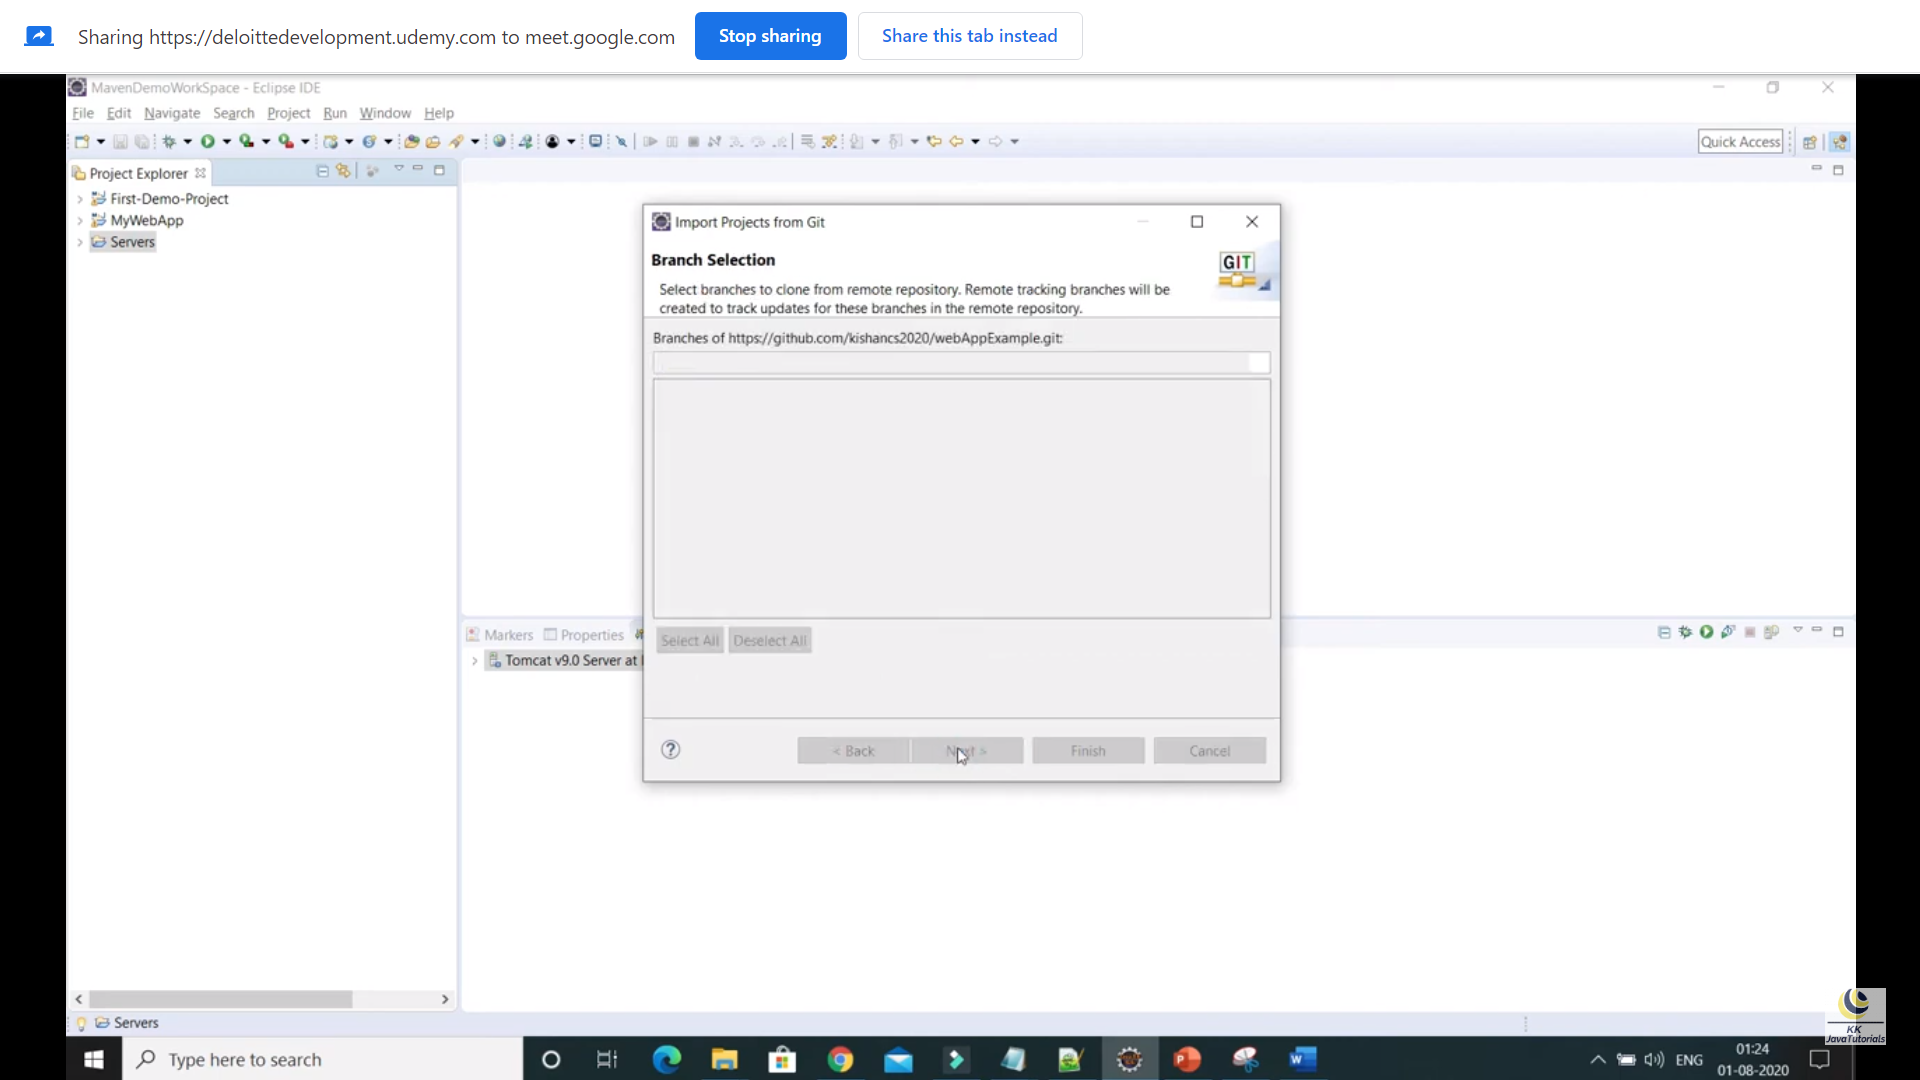 Sharing https://deloittedevelopment.udemy.com to meet.google.com
Stop sharing
Share this tab instead
MavenDemoWorkSpace - Eclipse IDE
File Edit Navigate Search Project Run Window Help
Quick Access
Project Explorer
First-Demo-Project
MyWebApp
Servers
Import Projects from Git
Branch Selection
GIT
Select branches to clone from remote repository. Remote tracking branches will be
created to track updates for these branches in the remote repository.
Branches of https://github.com/kishancs2020/webAppExample.git:
Select All Deselect All
Markers Properties
Tomcat v9.0 Server at
?
< Back
Finish
Cancel
Servers
KK
JavaTutorials
Type here to search
ENG
01:24
01-08-2020